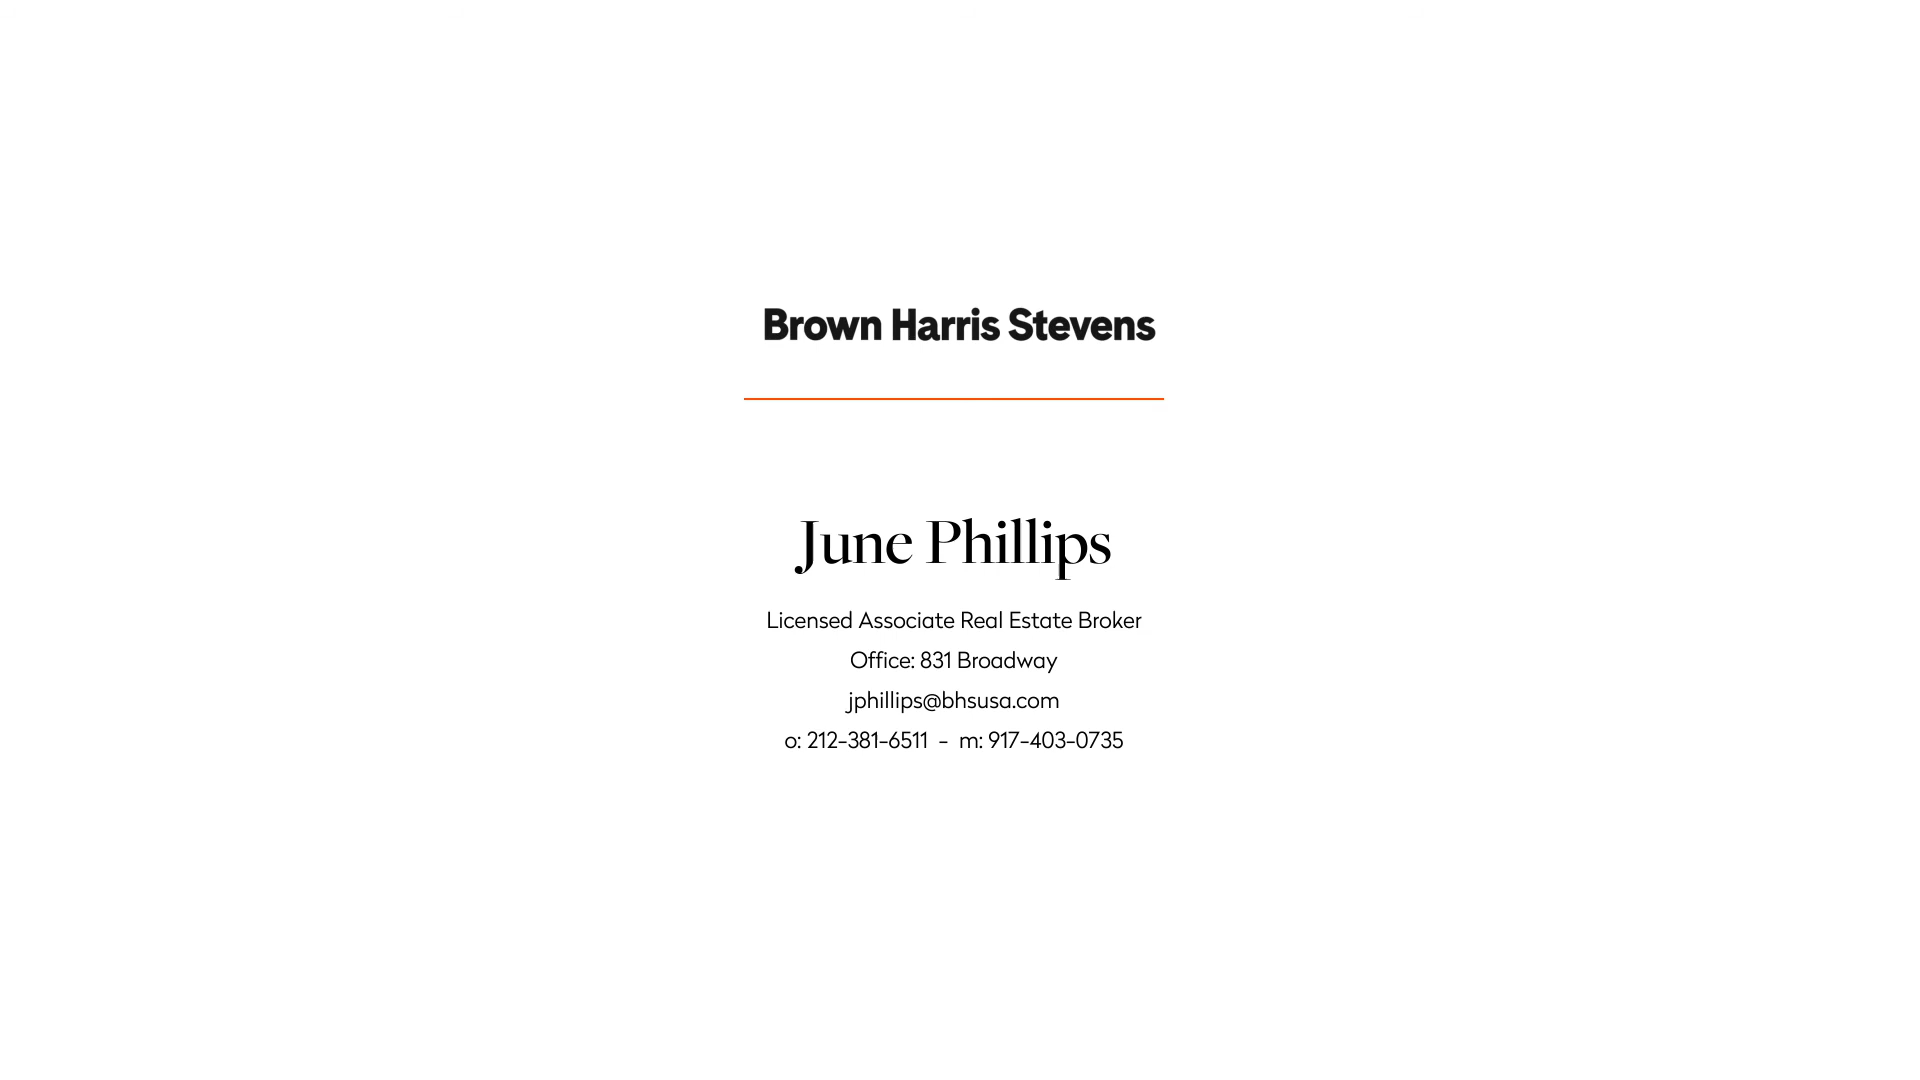 Brown Harris Stevens
June Phillips
Licensed Associate Real Estate Broker
Office: 831 Broadway
jphillips@bhsusa.com
o: 212-381-6511 - m: 917-403-0735